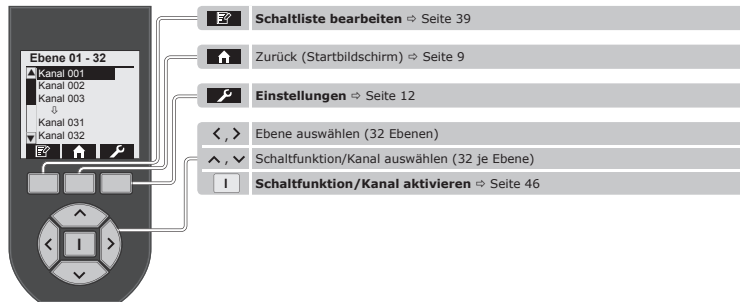 Schaltliste bearbeiten ⇨ Seite 39
Zurück (Startbildschirm) ⇨ Seite 9
Einstellungen ⇨ Seite 12
< , > Ebene auswählen (32 Ebenen)
∧ , ∨ Schaltfunktion/Kanal auswählen (32 je Ebene)
I Schaltfunktion/Kanal aktivieren ⇨ Seite 46
Ebene 01 - 32
Kanal 001
Kanal 002
Kanal 003
⇩
Kanal 031
Kanal 032
I